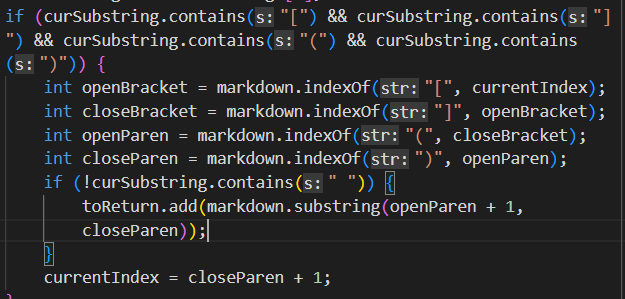 if (curSubstring.contains(s: "[") && curSubstring.contains(s: "]
") && curSubstring.contains(s: "(") && curSubstring.contains
(s: ")")) {
int openBracket = markdown.indexOf(str: "[", currentIndex);
int closeBracket = markdown.indexOf(str: "]", openBracket);
int openParen = markdown.indexOf(str: "(", closeBracket);
int closeParen = markdown.indexOf(str: ")", openParen);
if (!curSubstring.contains(s: " ")) {
toReturn.add(markdown.substring(openParen + 1,
closeParen));
}
currentIndex = closeParen + 1;